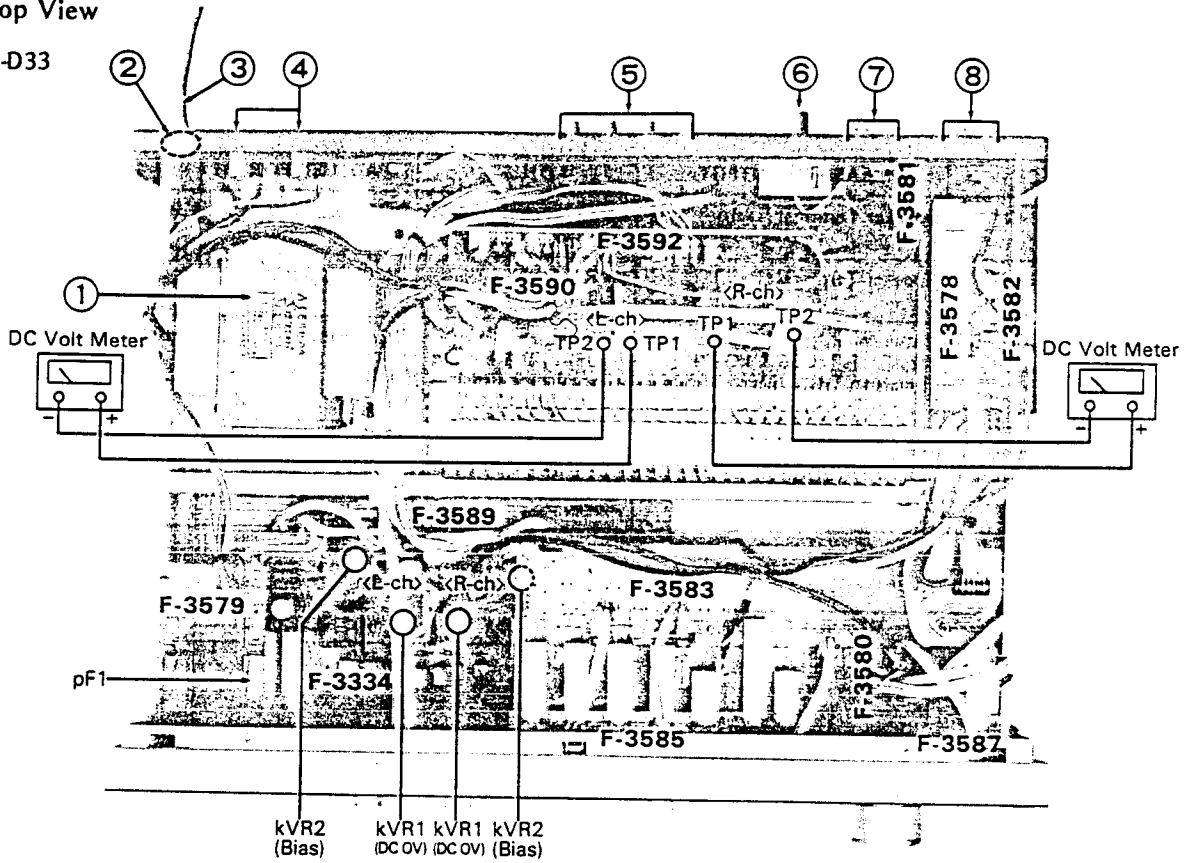 op View
-D33
② ③ ④ ⑤ ⑥ ⑦ ⑧
F-3581
F-3592
F-3590
<R-ch>
①
F-3578
F-3582
<L-ch>
TP1 TP2
TP2 TP1
DC Volt Meter
- +
DC Volt Meter
- +
F-3589
<L-ch> <R-ch>
F-3583
F-3579
F-3580
pF1
F-3334
F-3585
F-3587
kVR2 kVR1 kVR1 kVR2
(Bias) (DC 0V) (DC 0V) (Bias)